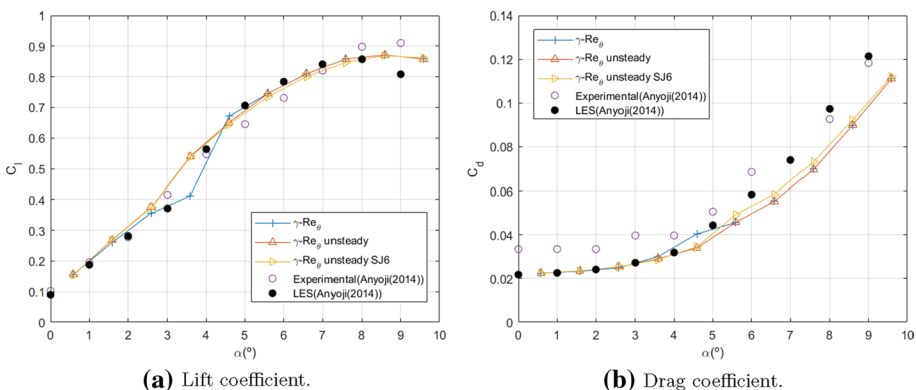 1
0.9
0.8
0.7
0.6
0.5
0.4
0.3
0.2
0.1
0
C_l
0 1 2 3 4 5 6 7 8 9 10
α(º)
γ-Re_θ
γ-Re_θ unsteady
γ-Re_θ unsteady SJ6
Experimental(Anyoji(2014))
LES(Anyoji(2014))
(a) Lift coefficient.
0.14
0.12
0.1
0.08
0.06
0.04
0.02
0
C_d
0 1 2 3 4 5 6 7 8 9 10
α(º)
γ-Re_θ
γ-Re_θ unsteady
γ-Re_θ unsteady SJ6
Experimental(Anyoji(2014))
LES(Anyoji(2014))
(b) Drag coefficient.